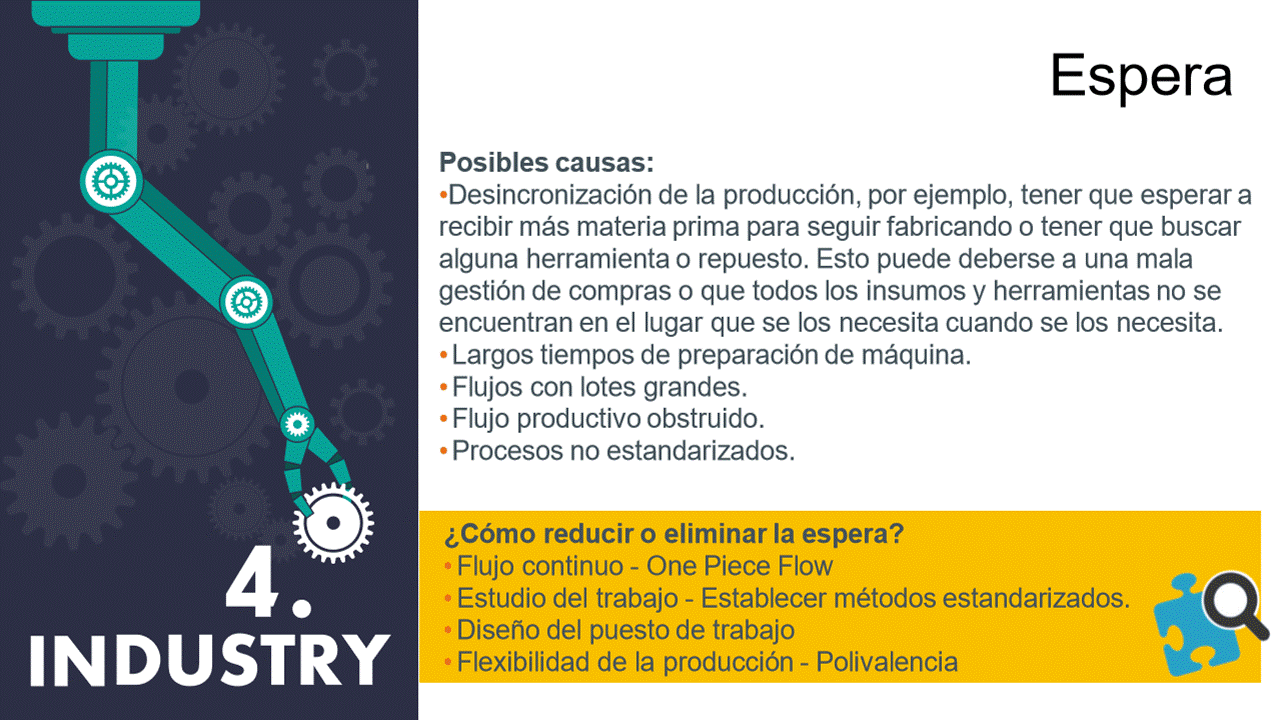 Espera
Posibles causas:
•Desincronización de la producción, por ejemplo, tener que esperar a
recibir más materia prima para seguir fabricando o tener que buscar
alguna herramienta o repuesto. Esto puede deberse a una mala
gestión de compras o que todos los insumos y herramientas no se
encuentran en el lugar que se los necesita cuando se los necesita.
• Largos tiempos de preparación de máquina.
• Flujos con lotes grandes.
• Flujo productivo obstruido.
• Procesos no estandarizados.
¿Cómo reducir o eliminar la espera?
• Flujo continuo - One Piece Flow
• Estudio del trabajo - Establecer métodos estandarizados.
• Diseño del puesto de trabajo
• Flexibilidad de la producción - Polivalencia
4.
INDUSTRY